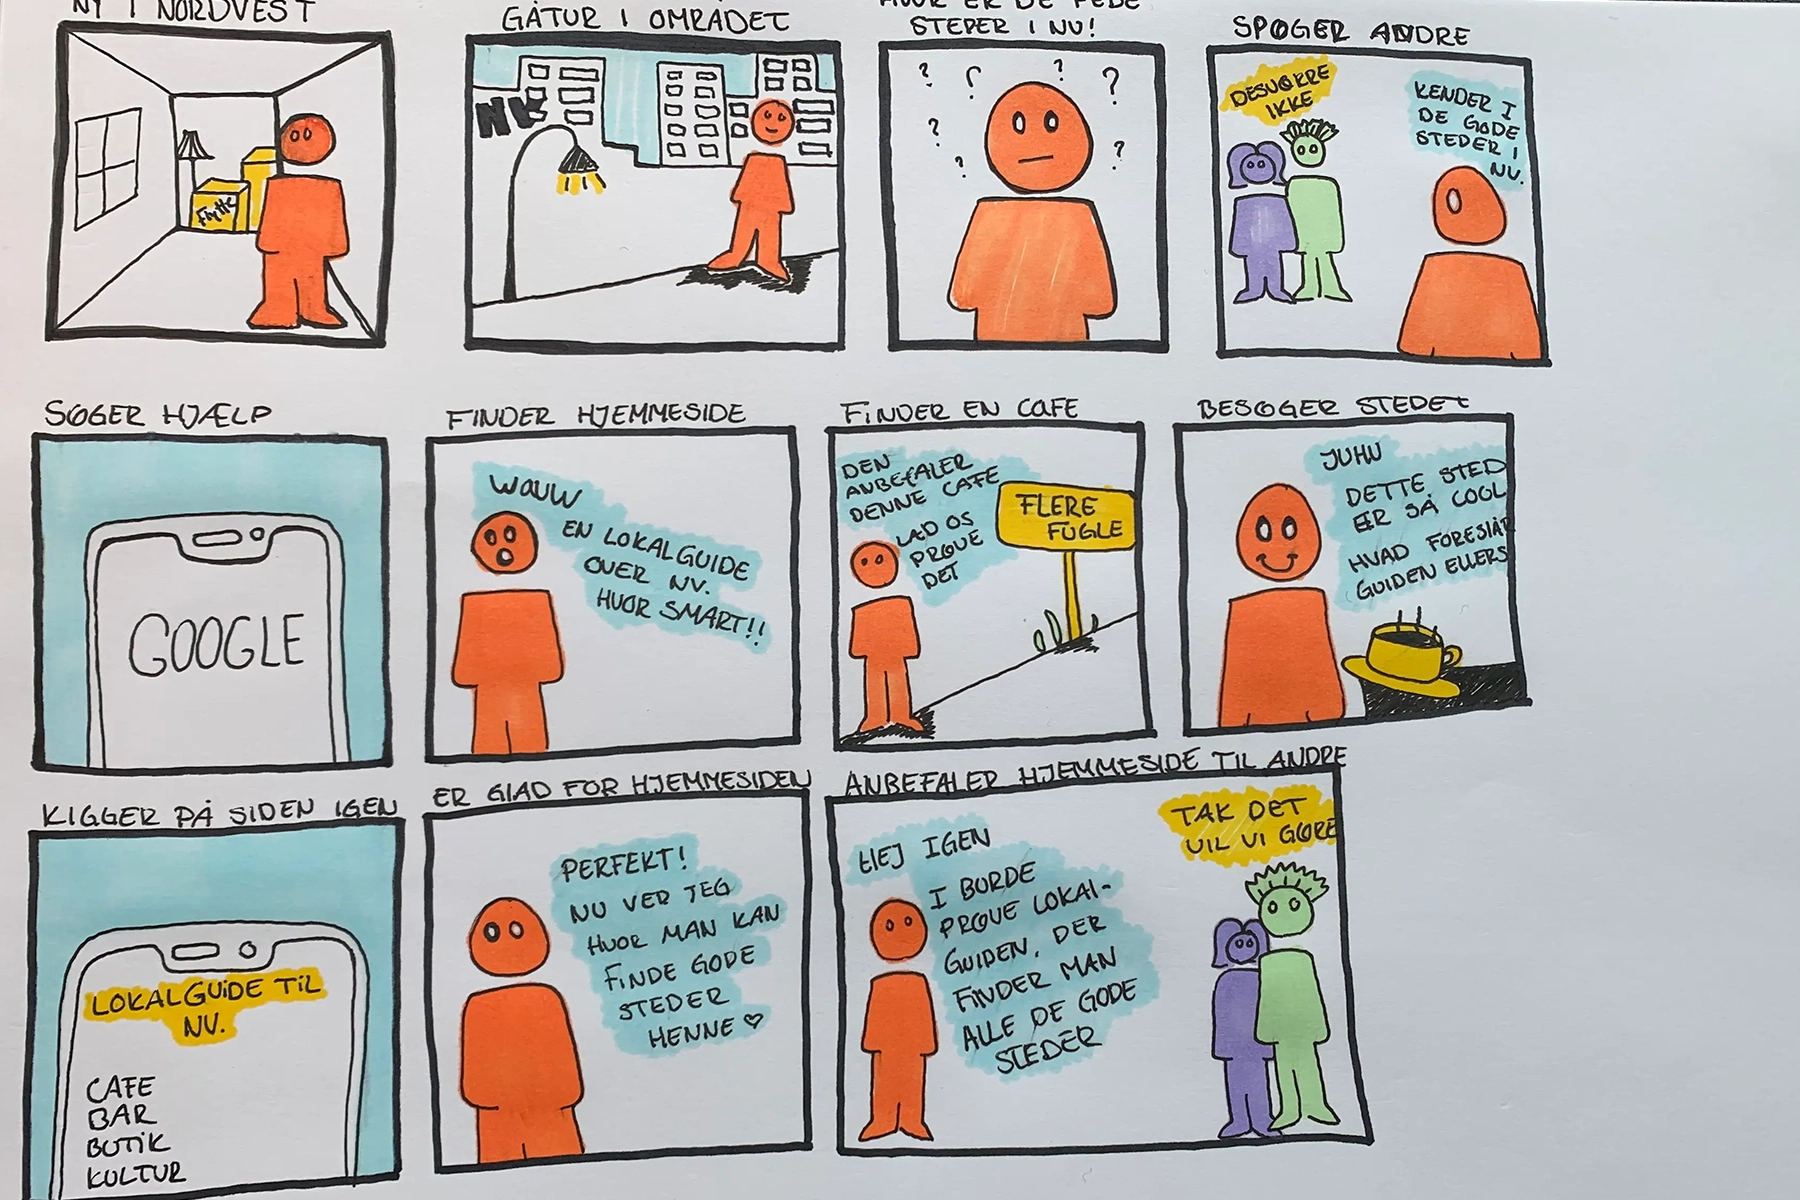 NY I NORDVEST
Flytte
GÅTUR I OMRADET
NV
HVOR ER DE FEDE
STEDER I NV!
? ? ? ?
? ?
? ?
SPØGER ANDRE
DESVÆRRE
IKKE
KENDER I
DE GODE
STEDER I
NV.
SØGER HJÆLP
GOOGLE
FINDER HJEMMESIDE
WOUW
EN LOKALGUIDE
OVER NV.
HVOR SMART!!
FINDER EN CAFE
DEN
ANBEFALER
DENNE CAFE
LAD OS
PRØVE
DET
FLERE
FUGLE
BESØGER STEDET
JUHU
DETTE STED
ER SÅ COOL
HVAD FORESLÅR
GUIDEN ELLERS
KIGGER PÅ SIDEN IGEN
LOKALGUIDE TIL
NV.
CAFE
BAR
BUTIK
KULTUR
ER GLAD FOR HJEMMESIDEN
PERFEKT!
NU VED JEG
HVOR MAN KAN
FINDE GODE
STEDER
HENNE ♡
ANBEFALER HJEMMESIDE TIL ANDRE
HEJ IGEN
I BURDE
PRØVE LOKAL-
GUIDEN. DER
FINDER MAN
ALLE DE GODE
STEDER
TAK DET
VIL VI GØRE